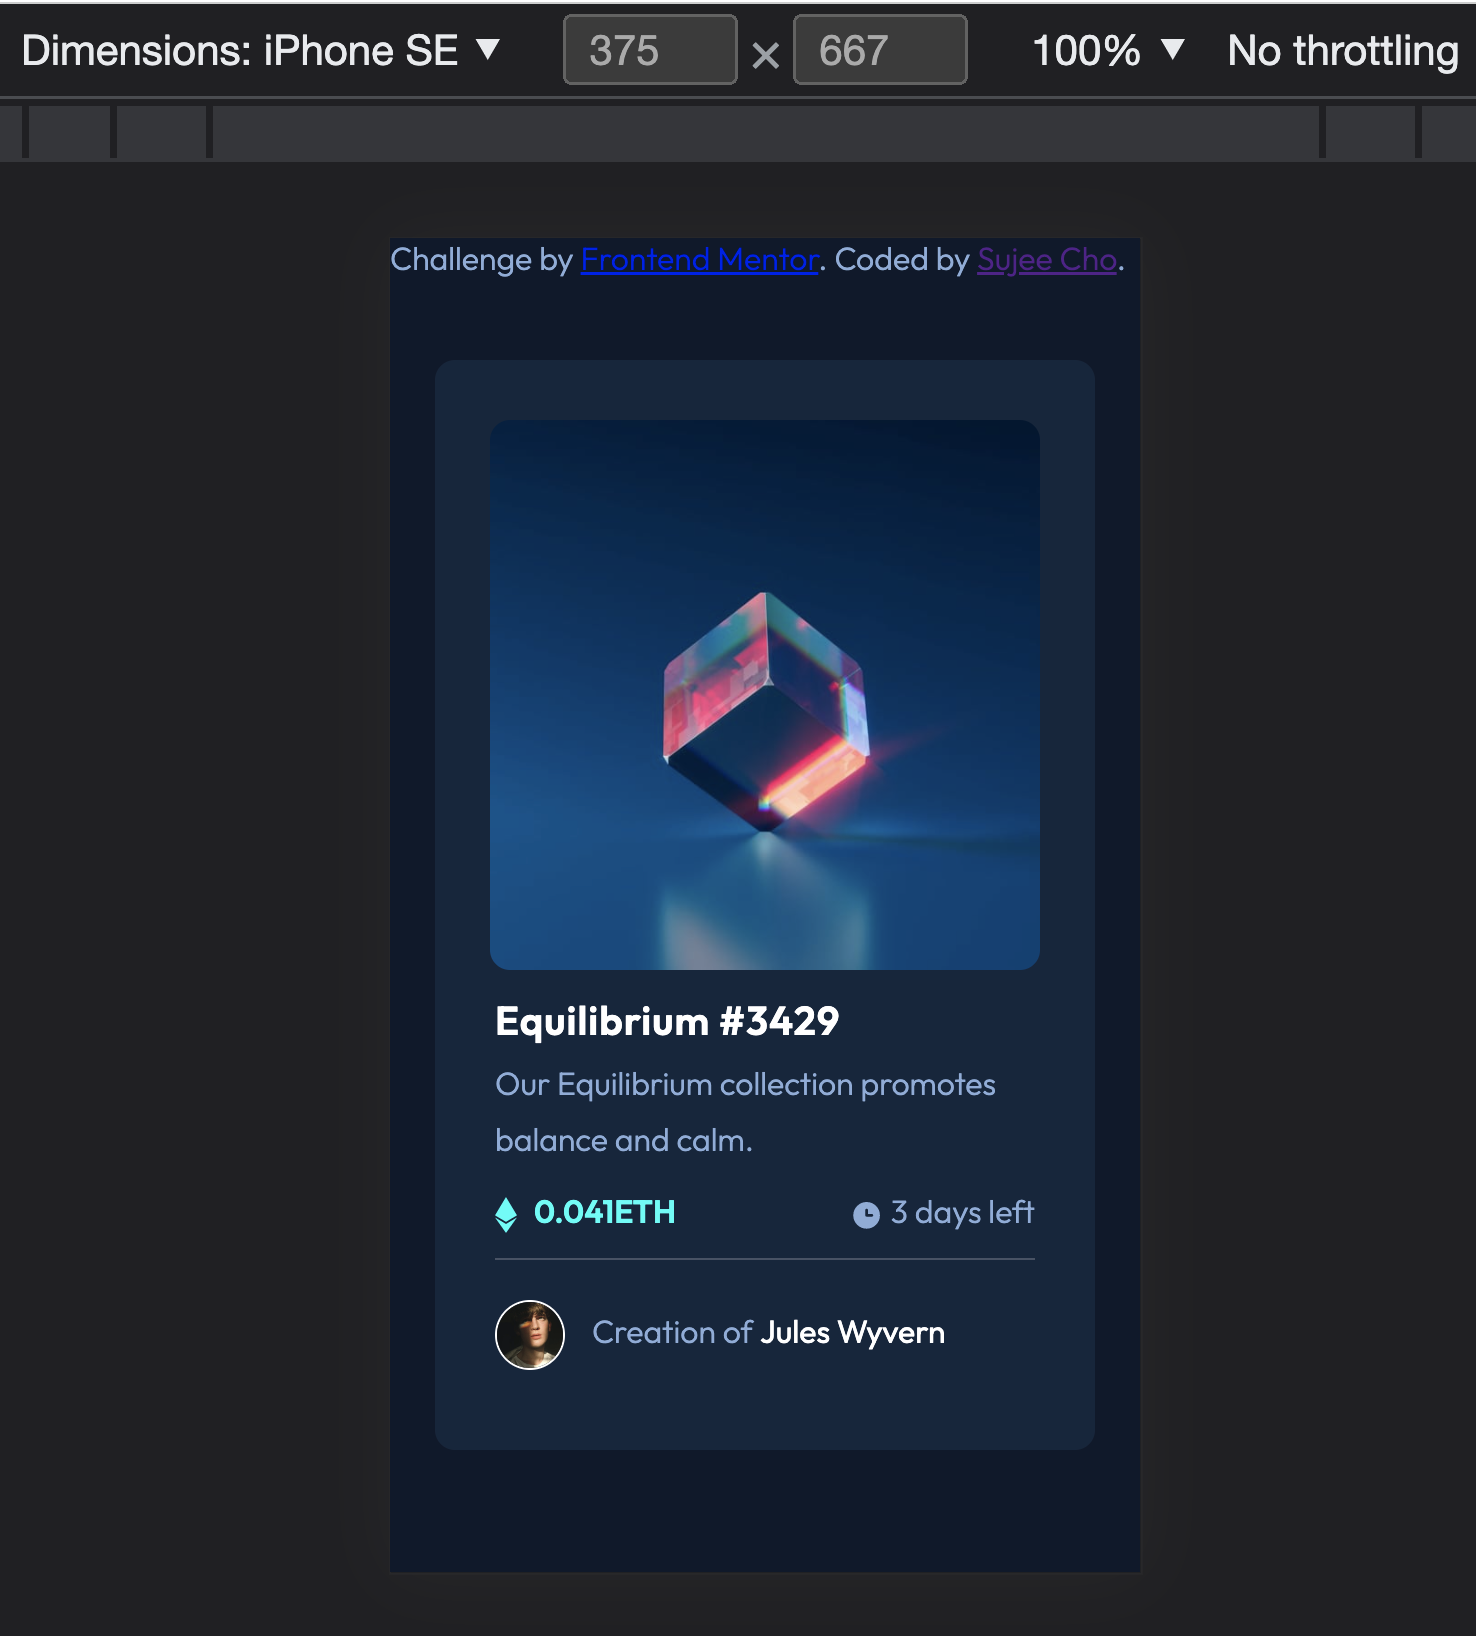 Dimensions: iPhone SE ▼ 375 × 667 100% ▼ No throttling
Challenge by Frontend Mentor. Coded by Sujee Cho.
Equilibrium #3429
Our Equilibrium collection promotes
balance and calm.
0.041ETH 3 days left
Creation of Jules Wyvern